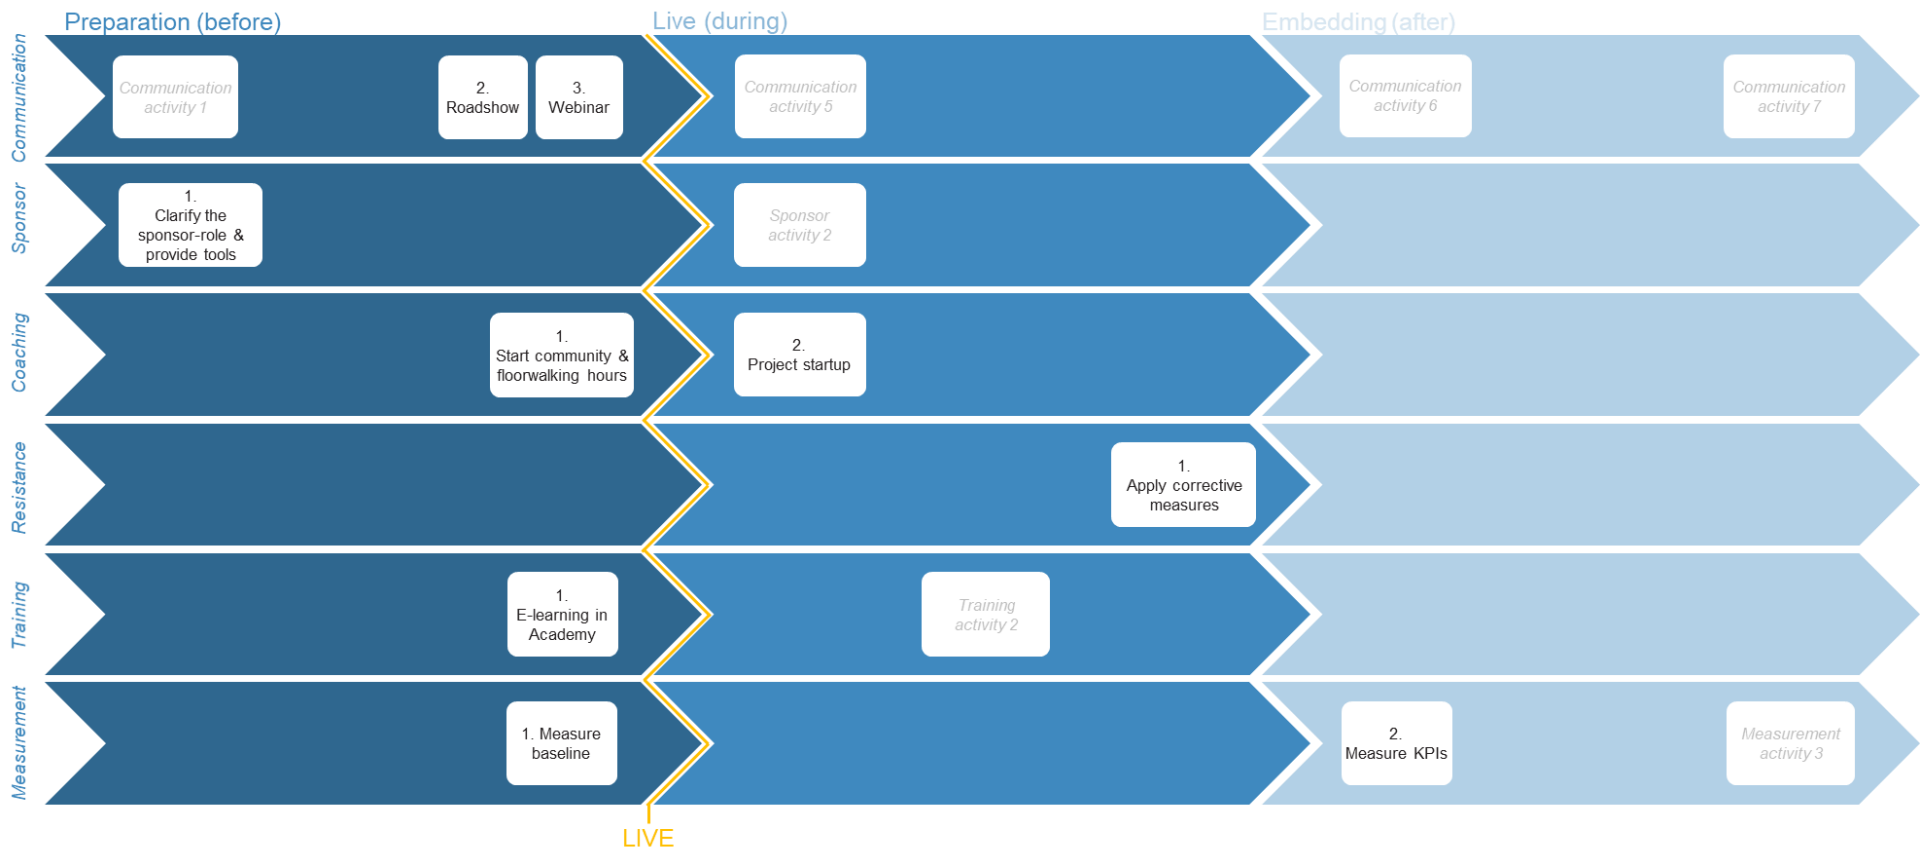 Preparation (before)
Live (during)
Embedding (after)
Communication
Communication
activity 1
2.
Roadshow
3.
Webinar
Communication
activity 5
Communication
activity 6
Communication
activity 7
Sponsor
1.
Clarify the
sponsor-role &
provide tools
Sponsor
activity 2
Coaching
1.
Start community &
floorwalking hours
2.
Project startup
Resistance
1.
Apply corrective
measures
Training
1.
E-learning in
Academy
Training
activity 2
Measurement
1. Measure
baseline
2.
Measure KPIs
Measurement
activity 3
LIVE